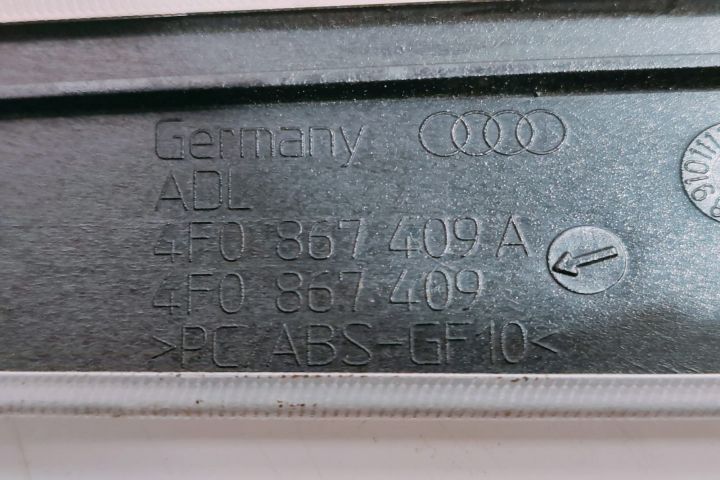 Germany
ADL
4F0 867 409 A
4F0 867 409
>PC/ABS-GF10<